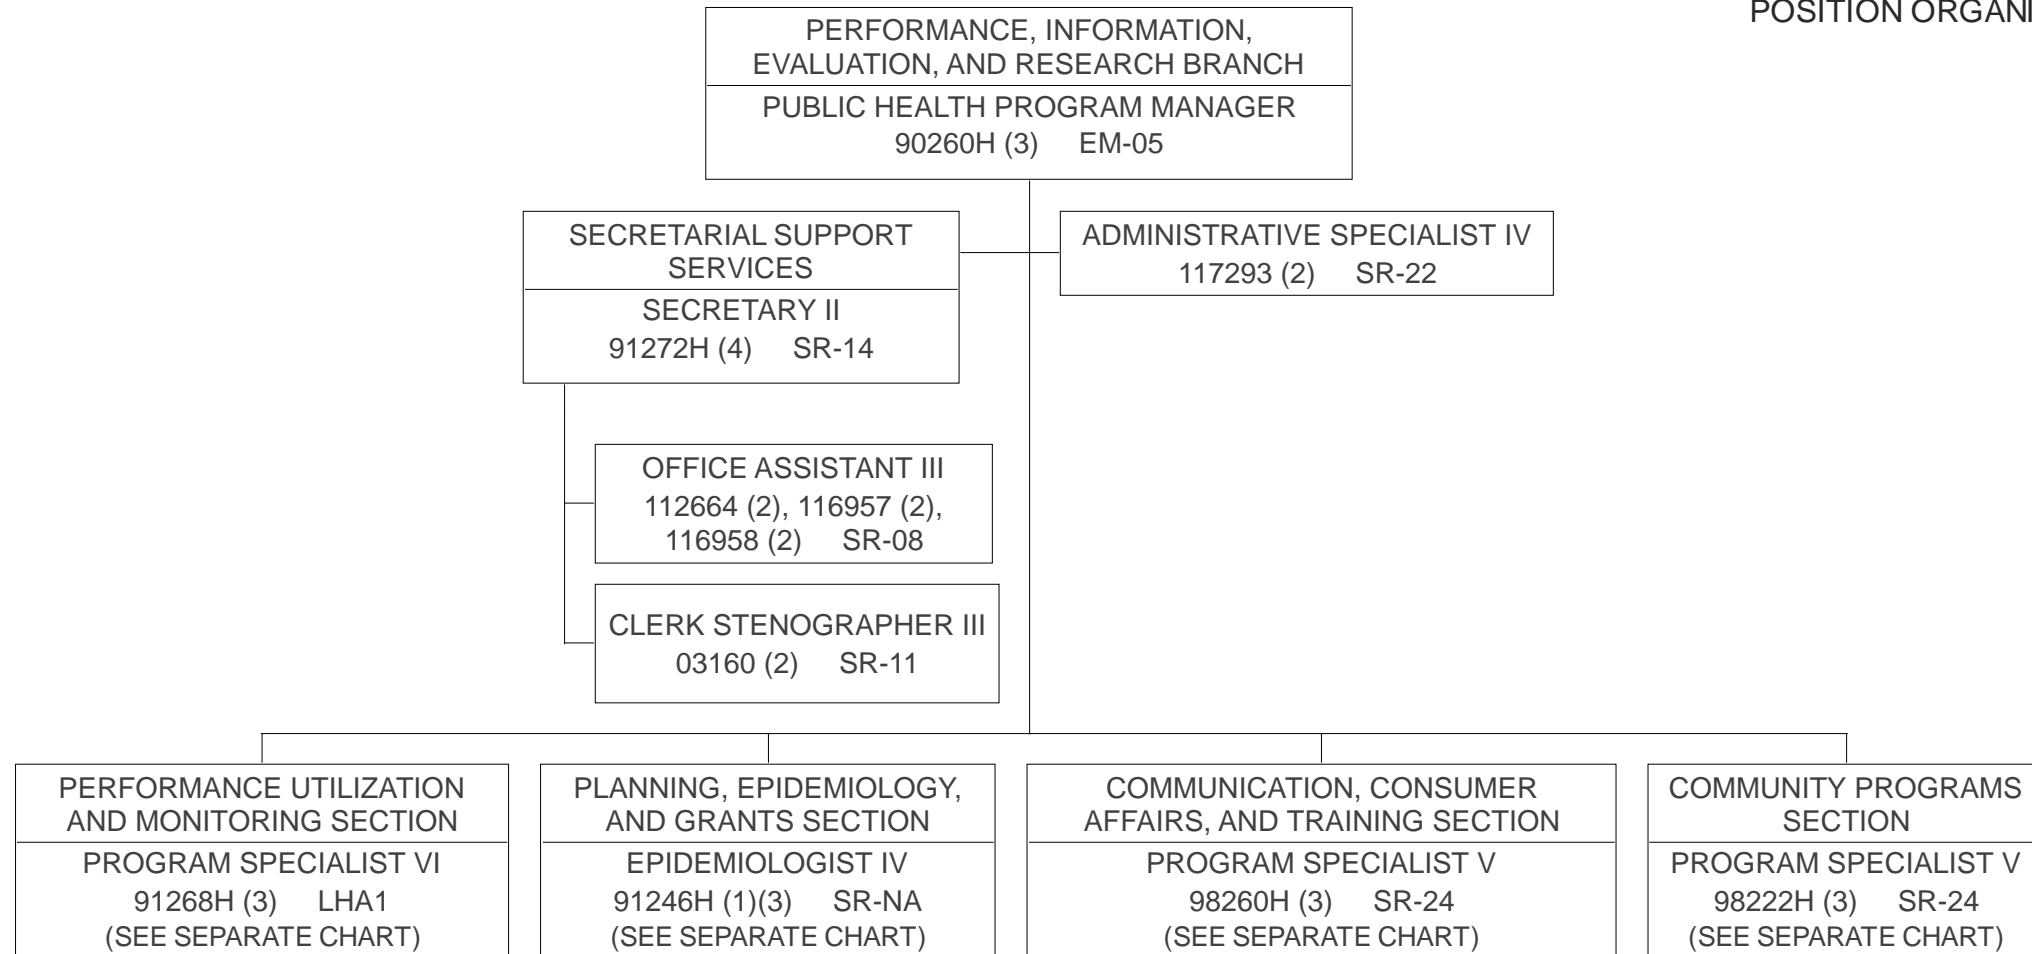 POSITION ORGANI
PERFORMANCE, INFORMATION,
EVALUATION, AND RESEARCH BRANCH
PUBLIC HEALTH PROGRAM MANAGER
90260H (3) EM-05
SECRETARIAL SUPPORT
SERVICES
SECRETARY II
91272H (4) SR-14
ADMINISTRATIVE SPECIALIST IV
117293 (2) SR-22
OFFICE ASSISTANT III
112664 (2), 116957 (2),
116958 (2) SR-08
CLERK STENOGRAPHER III
03160 (2) SR-11
PERFORMANCE UTILIZATION
AND MONITORING SECTION
PROGRAM SPECIALIST VI
91268H (3) LHA1
(SEE SEPARATE CHART)
PLANNING, EPIDEMIOLOGY,
AND GRANTS SECTION
EPIDEMIOLOGIST IV
91246H (1)(3) SR-NA
(SEE SEPARATE CHART)
COMMUNICATION, CONSUMER
AFFAIRS, AND TRAINING SECTION
PROGRAM SPECIALIST V
98260H (3) SR-24
(SEE SEPARATE CHART)
COMMUNITY PROGRAMS
SECTION
PROGRAM SPECIALIST V
98222H (3) SR-24
(SEE SEPARATE CHART)